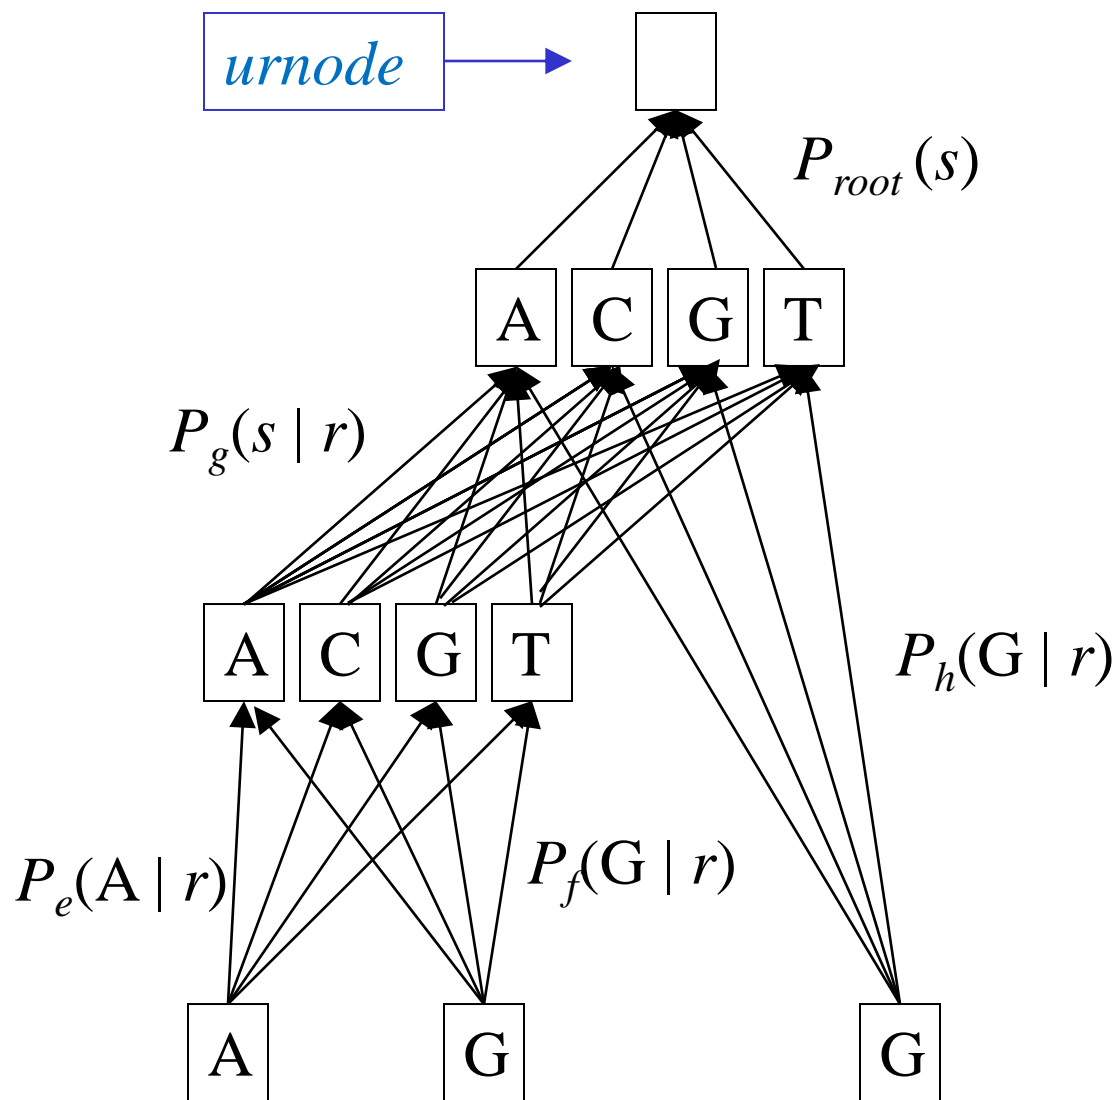 urnode
P_root (s)
A C G T
P_g(s | r)
A C G T
P_h(G | r)
P_e(A | r)
P_f(G | r)
A G G